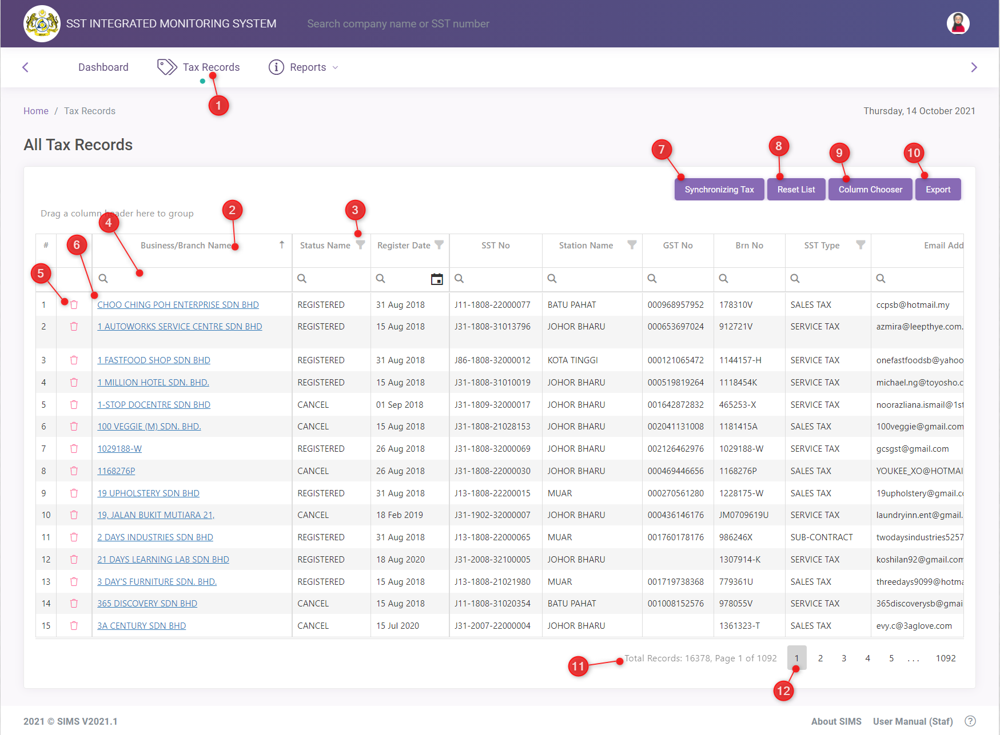 SST INTEGRATED MONITORING SYSTEM Search company name or SST number
Dashboard Tax Records Reports
1
Home / Tax Records Thursday, 14 October 2021
All Tax Records
7 8 9 10
Synchronizing Tax Reset List Column Chooser Export
Drag a column header here to group
2 3 4
# Business/Branch Name Status Name Register Date SST No Station Name GST No Brn No SST Type Email Add
6
5
1 CHOO CHING POH ENTERPRISE SDN BHD REGISTERED 31 Aug 2018 J11-1808-22000077 BATU PAHAT 000968957952 178310V SALES TAX ccpsb@hotmail.my
2 1 AUTOWORKS SERVICE CENTRE SDN BHD REGISTERED 15 Aug 2018 J31-1808-31013796 JOHOR BHARU 000653697024 912721V SERVICE TAX azmira@leepthye.com.
3 1 FASTFOOD SHOP SDN BHD REGISTERED 31 Aug 2018 J86-1808-32000012 KOTA TINGGI 000121065472 1144157-H SERVICE TAX onefastfoodsb@yahoo
4 1 MILLION HOTEL SDN. BHD. REGISTERED 15 Aug 2018 J31-1808-31010019 JOHOR BHARU 000519819264 1118454K SERVICE TAX michael.ng@toyosho.c
5 1-STOP DOCENTRE SDN BHD CANCEL 01 Sep 2018 J31-1809-32000017 JOHOR BHARU 001642872832 465253-X SERVICE TAX noorazliana.ismail@1st
6 100 VEGGIE (M) SDN. BHD. CANCEL 15 Aug 2018 J31-1808-21028153 JOHOR BHARU 002041131008 1181415A SALES TAX 100veggie@gmail.com
7 1029188-W REGISTERED 26 Aug 2018 J31-1808-32000069 JOHOR BHARU 002126462976 1029188-W SERVICE TAX gcsgst@gmail.com
8 1168276P CANCEL 26 Aug 2018 J31-1808-22000030 JOHOR BHARU 000469446656 1168276P SALES TAX YOUKEE_XO@HOTMAI
9 19 UPHOLSTERY SDN BHD REGISTERED 31 Aug 2018 J13-1808-22200015 MUAR 000270561280 1228175-W SALES TAX 19upholstery@gmail.co
10 19, JALAN BUKIT MUTIARA 21, CANCEL 18 Feb 2019 J31-1902-32000007 JOHOR BHARU 000436146176 JM0709619U SERVICE TAX laundryinn.ent@gmail.
11 2 DAYS INDUSTRIES SDN BHD REGISTERED 31 Aug 2018 J13-1808-22000065 MUAR 001760178176 986246X SUB-CONTRACT twodaysindustries5257
12 21 DAYS LEARNING LAB SDN BHD REGISTERED 18 Aug 2020 J31-2008-32100005 JOHOR BHARU 1307914-K SERVICE TAX koshilan92@gmail.com
13 3 DAY'S FURNITURE SDN. BHD. REGISTERED 15 Aug 2018 J13-1808-21021980 MUAR 001719738368 779361U SALES TAX threedays9099@hotma
14 365 DISCOVERY SDN BHD CANCEL 15 Aug 2018 J11-1808-31020354 BATU PAHAT 001008152576 978055V SERVICE TAX 365discoverysb@gmai
15 3A CENTURY SDN BHD CANCEL 15 Jul 2020 J31-2007-22000004 JOHOR BHARU 1361323-T SALES TAX evy.c@3aglove.com
11 Total Records: 16378, Page 1 of 1092 1 2 3 4 5 ... 1092
12
2021 © SIMS V2021.1 About SIMS User Manual (Staf) ?